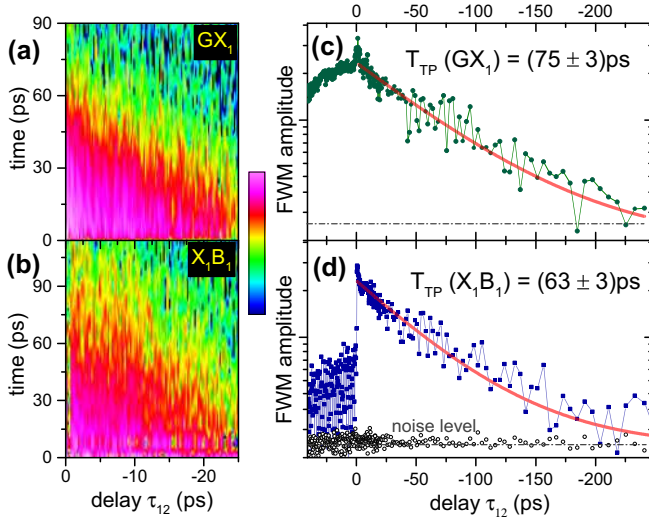 (a)
GX₁
time (ps)
90
60
30
0
(b)
X₁B₁
time (ps)
90
60
30
0
0
-10
-20
delay τ₁₂ (ps)
0
-50
-100
-150
-200
(c)
T_TP (GX₁) = (75 ± 3)ps
FWM amplitude
(d)
T_TP (X₁B₁) = (63 ± 3)ps
FWM amplitude
noise level
0
-50
-100
-150
-200
delay τ₁₂ (ps)